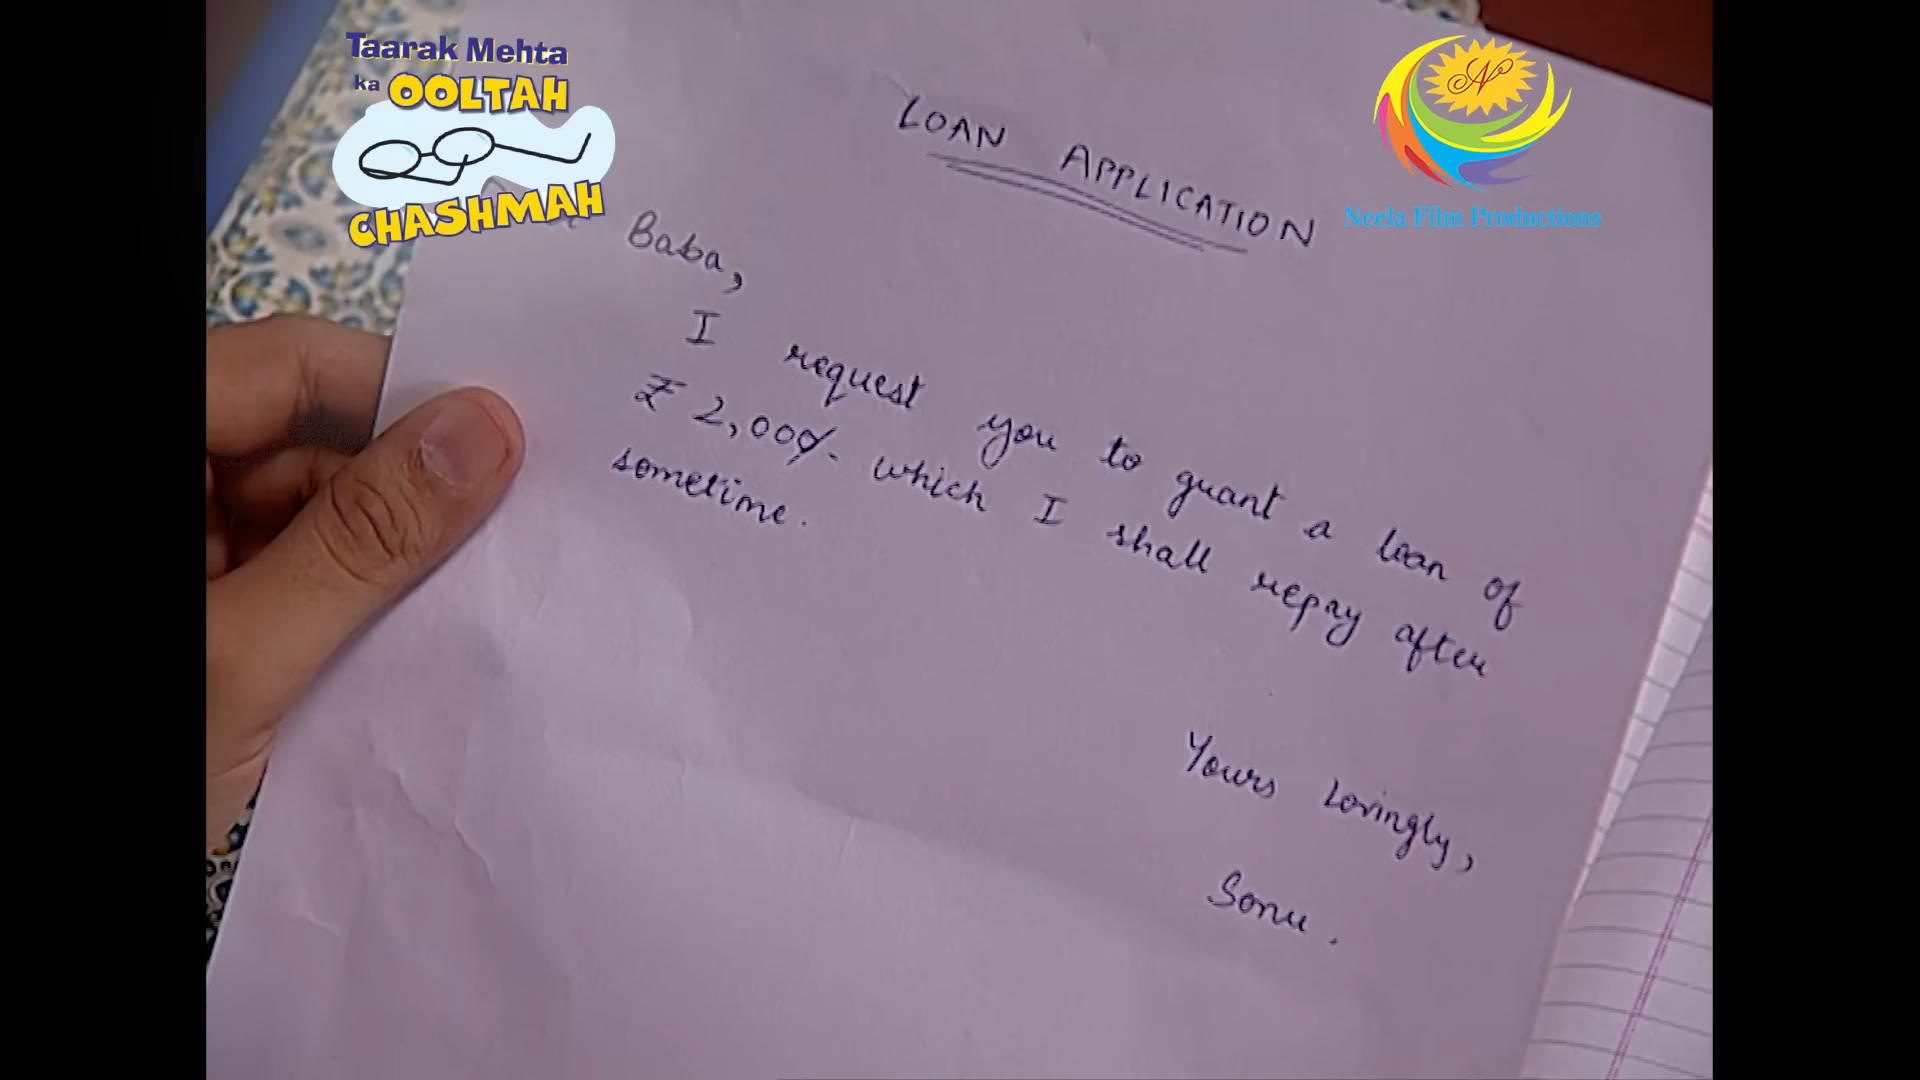 Taarak Mehta
ka OOLTAH
CHASHMAH
Neela Film Productions
LOAN APPLICATION
Baba,
I request you to grant a loan of
₹ 2,000/- which I shall repay after
sometime.
Yours lovingly,
Sonu.